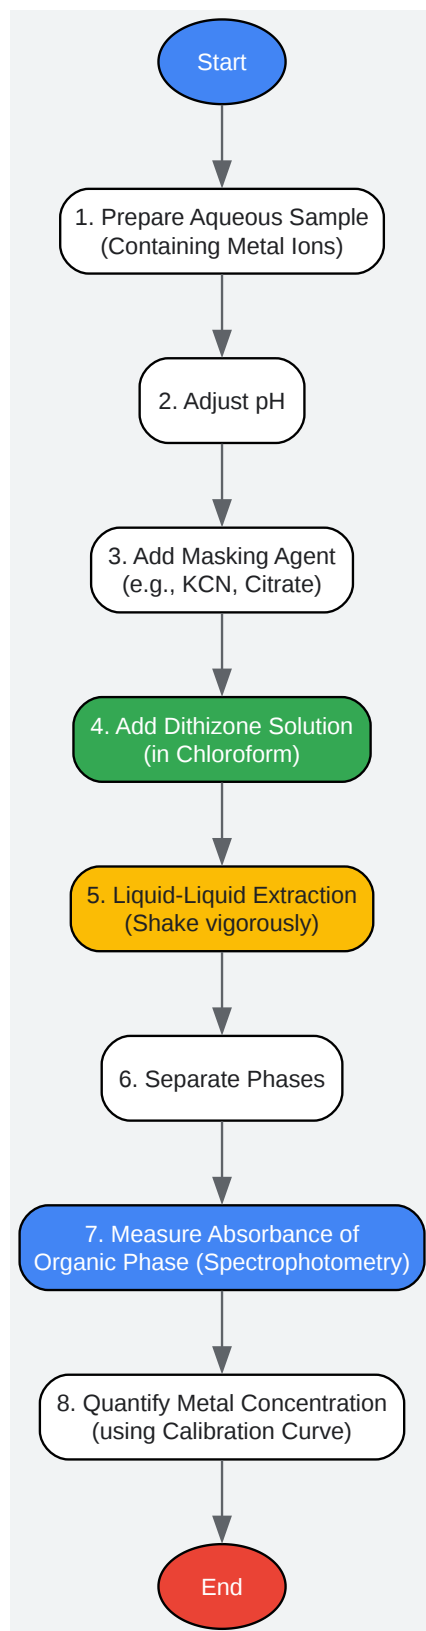 Start
1. Prepare Aqueous Sample
(Containing Metal Ions)
2. Adjust pH
3. Add Masking Agent
(e.g., KCN, Citrate)
4. Add Dithizone Solution
(in Chloroform)
5. Liquid-Liquid Extraction
(Shake vigorously)
6. Separate Phases
7. Measure Absorbance of
Organic Phase (Spectrophotometry)
8. Quantify Metal Concentration
(using Calibration Curve)
End